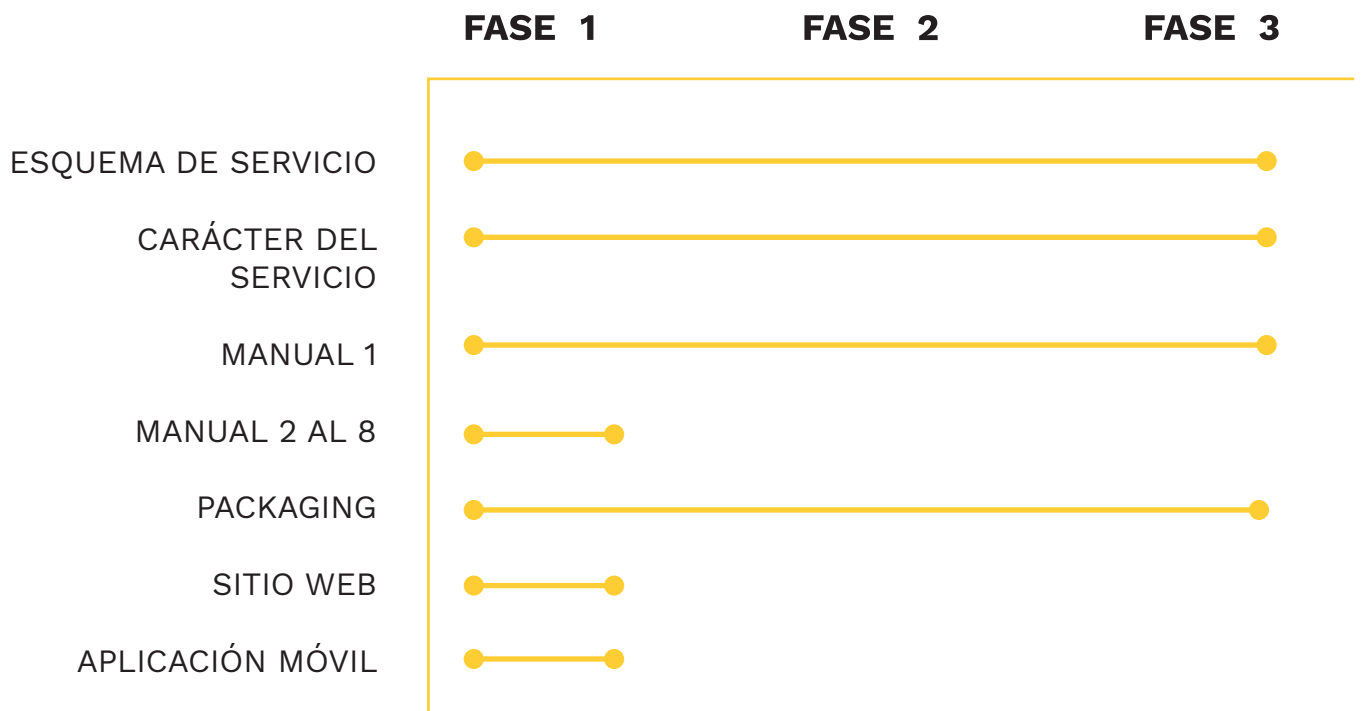 FASE 1 FASE 2 FASE 3
ESQUEMA DE SERVICIO
CARÁCTER DEL
SERVICIO
MANUAL 1
MANUAL 2 AL 8
PACKAGING
SITIO WEB
APLICACIÓN MÓVIL